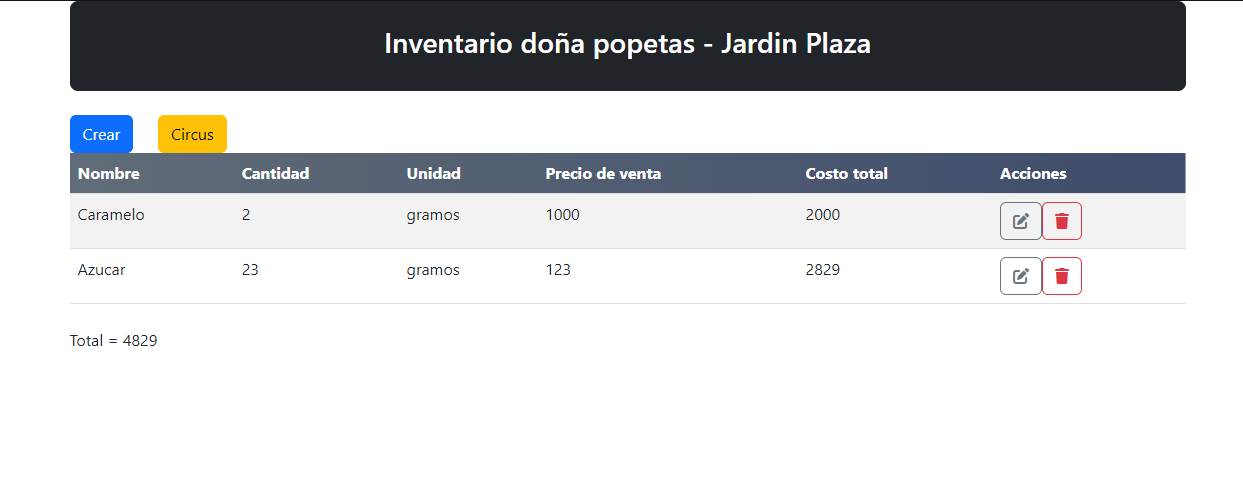 Inventario doña popetas - Jardin Plaza
Crear Circus
Nombre Cantidad Unidad Precio de venta Costo total Acciones
Caramelo 2 gramos 1000 2000
Azucar 23 gramos 123 2829
Total = 4829